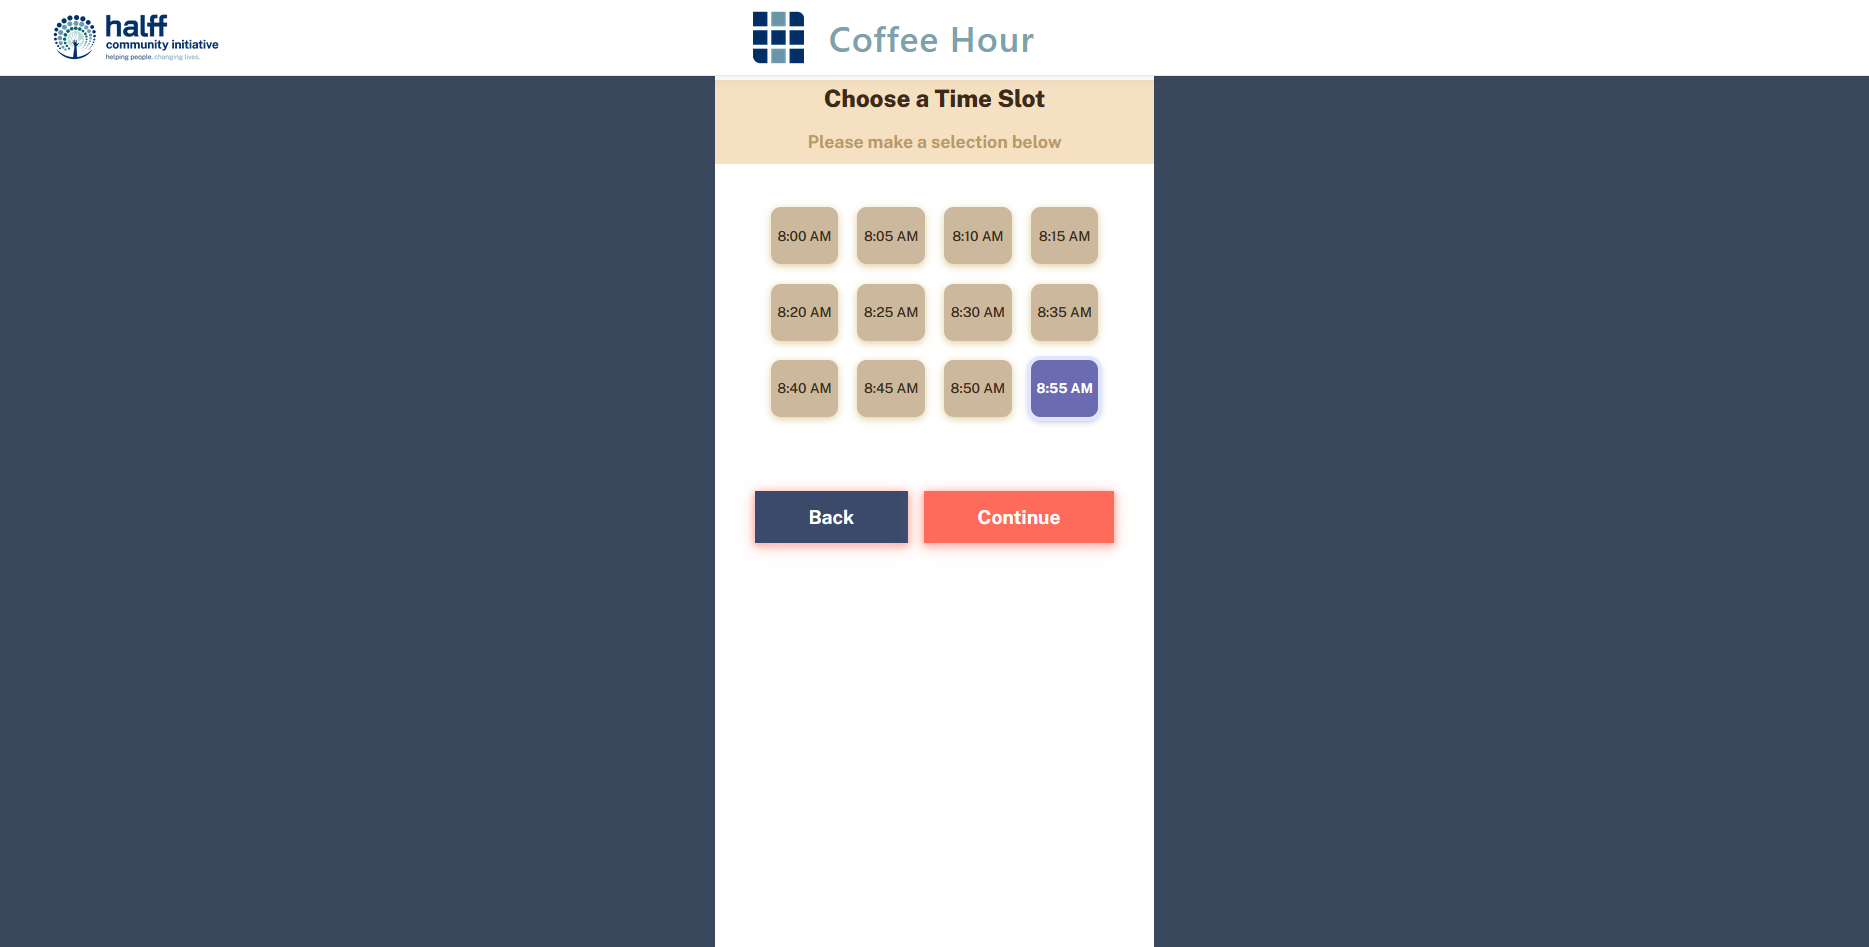 halff
community initiative
helping people. changing lives.
Coffee Hour
Choose a Time Slot
Please make a selection below
8:00 AM 8:05 AM 8:10 AM 8:15 AM
8:20 AM 8:25 AM 8:30 AM 8:35 AM
8:40 AM 8:45 AM 8:50 AM 8:55 AM
Back Continue